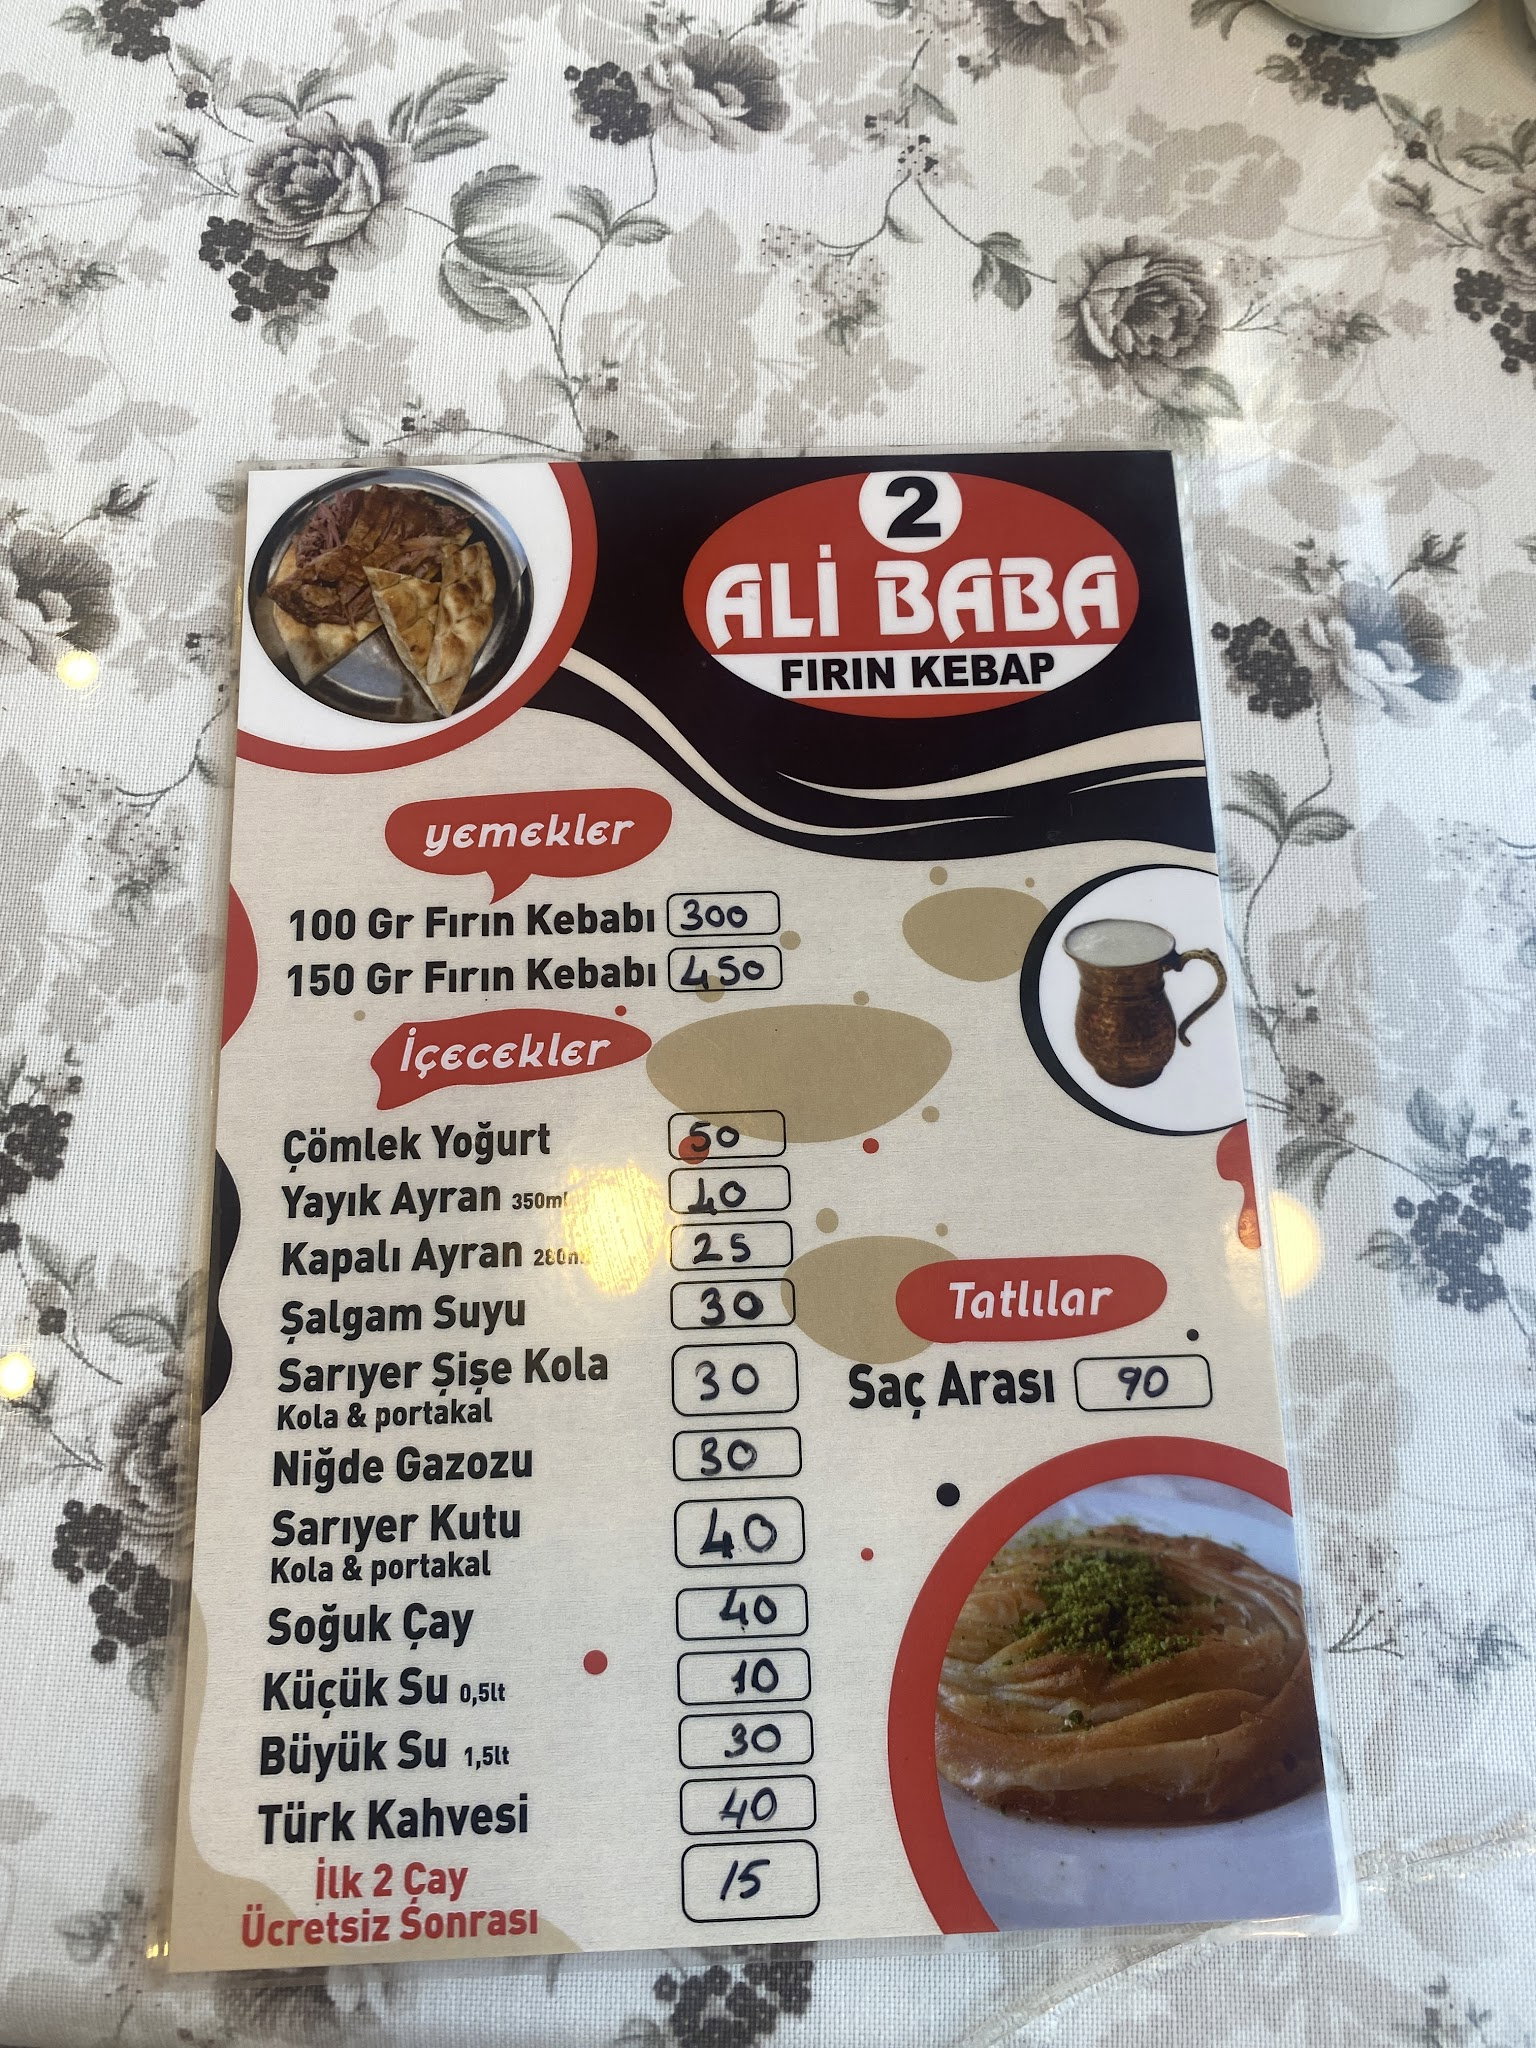 2
ALİ BABA
FIRIN KEBAP
yemekler
100 Gr Fırın Kebabı 300
150 Gr Fırın Kebabı 450
İçecekler
Çömlek Yoğurt 50
Yayık Ayran 350ml 40
Kapalı Ayran 25
Şalgam Suyu 30
Sarıyer Şişe Kola 30
Kola & portakal
Niğde Gazozu 30
Sarıyer Kutu 40
Kola & portakal
Soğuk Çay 40
Küçük Su 0,5lt 10
Büyük Su 1,5lt 30
Türk Kahvesi 40
İlk 2 Çay
Ücretsiz Sonrası 15
Tatlılar
Saç Arası 90